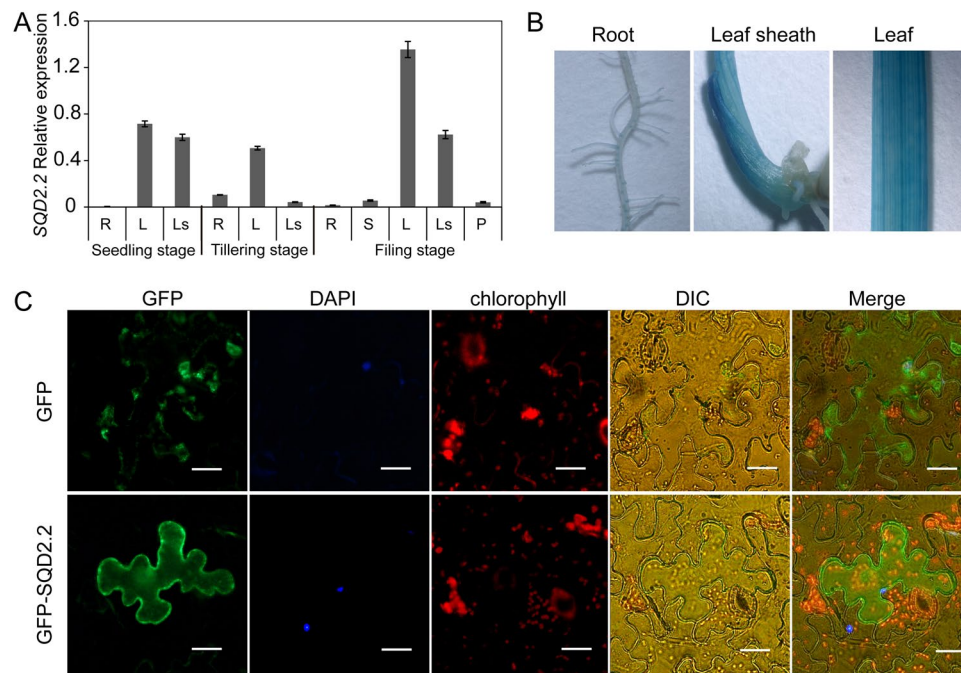 A
SQD2.2 Relative expression
1.6
1.2
0.8
0.4
0
R L Ls R L Ls R S L Ls P
Seedling stage Tillering stage Filing stage
B
Root Leaf sheath Leaf
C
GFP DAPI chlorophyll DIC Merge
GFP
GFP-SQD2.2